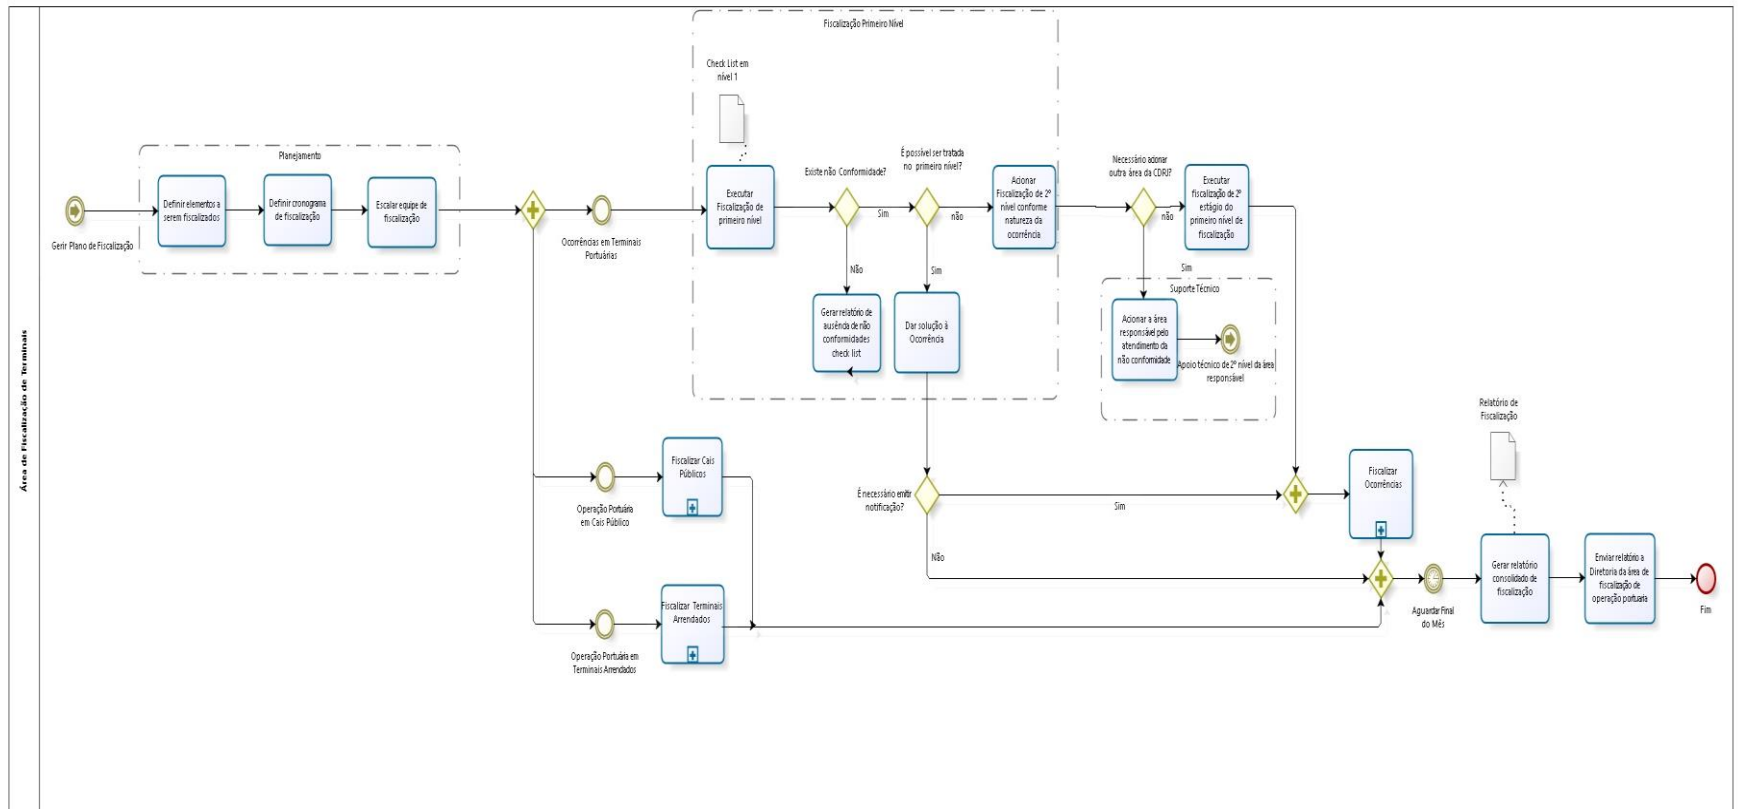 Área de Fiscalização de Terminais
Gerir Plano de Fiscalização
Planejamento
Definir elementos a
serem fiscalizados
Definir cronograma
de fiscalização
Escalar equipe de
fiscalização
Ocorrências em Terminais
Portuárias
Fiscalização Primeiro Nível
Check List em
nível 1
Executar
Fiscalização de
primeiro nível
Existe não Conformidade?
Sim
Não
Gerar relatório de
ausência de não
conformidades
check list
É possível ser tratada
no primeiro nível?
não
Sim
Dar solução à
Ocorrência
Acionar
Fiscalização de 2º
nível conforme
natureza da
ocorrência
Necessário adonar
outra área da CDRJ?
não
Sim
Executar
fiscalização de 2º
estágio do
primeiro nível de
fiscalização
Suporte Técnico
Acionar a área
responsável pelo
atendimento da
não conformidade
Apoio técnico de 2º nível da área
responsável
Operação Portuária
em Cais Público
Fiscalizar Cais
Públicos
Operação Portuária em
Terminais Arrendados
Fiscalizar Terminais
Arrendados
É necessário emitir
notificação?
Sim
Não
Fiscalizar
Ocorrências
Aguardar Final
do Mês
Relatório de
Fiscalização
Gerar relatório
consolidado de
fiscalização
Enviar relatório a
Diretoria da área de
fiscalização de
operação portuaria
Fim